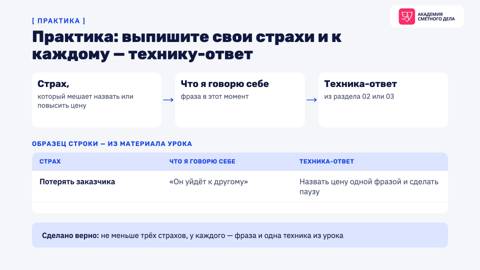 [ ПРАКТИКА ]
АКАДЕМИЯ
СМЕТНОГО ДЕЛА
Практика: выпишите свои страхи и к
каждому — технику-ответ
Страх,
который мешает назвать или
повысить цену
→
Что я говорю себе
фраза в этот момент
→
Техника-ответ
из раздела 02 или 03
ОБРАЗЕЦ СТРОКИ — ИЗ МАТЕРИАЛА УРОКА
СТРАХ ЧТО Я ГОВОРЮ СЕБЕ ТЕХНИКА-ОТВЕТ
Потерять заказчика «Он уйдёт к другому» Назвать цену одной фразой и сделать
паузу
Сделано верно: не меньше трёх страхов, у каждого — фраза и одна техника из урока